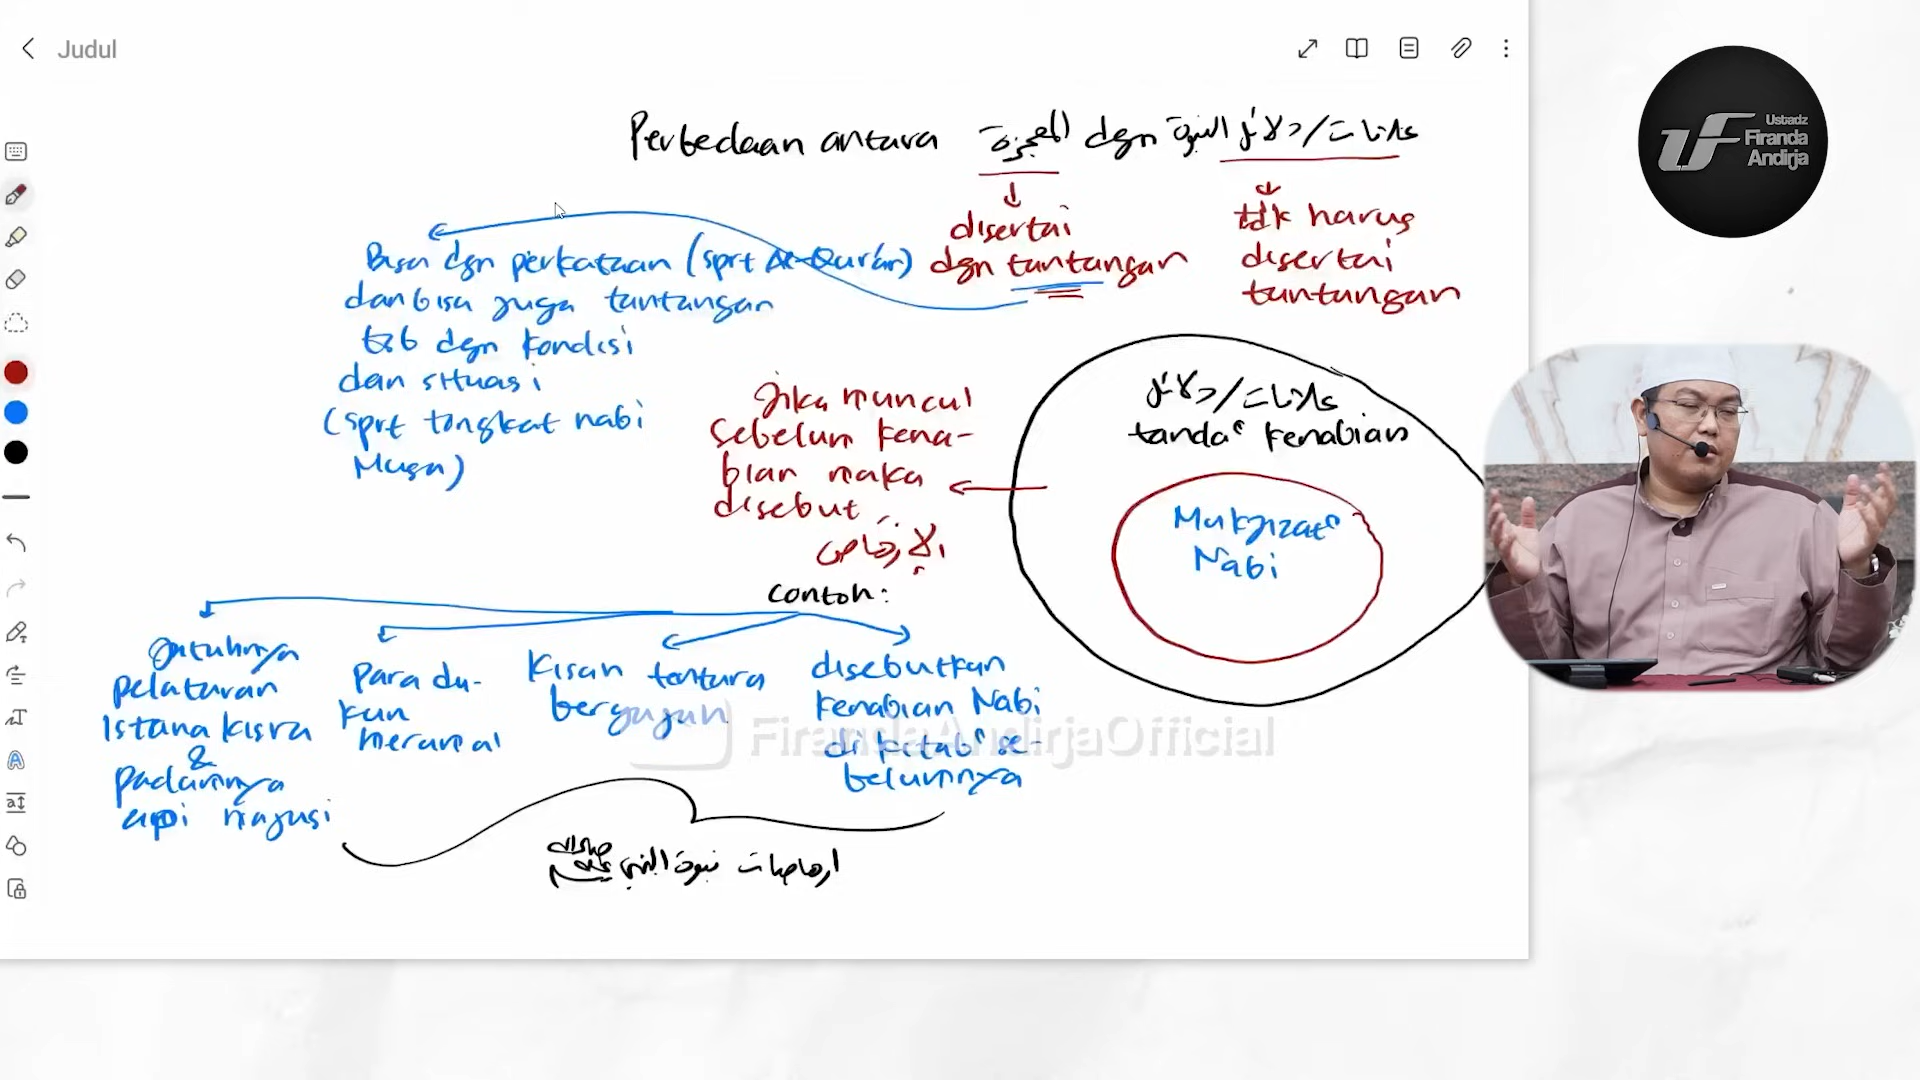 Judul
Ustadz
Firanda
Andirja
Perbedaan antara المعجزة dgn علامات/دلائل النبوة
disertai
dgn tantangan
tdk harus
disertai
tantangan
Bisa dgn perkataan (sprt Al-Qur'an)
dan bisa juga tantangan
tsb dgn kondisi
dan situasi
(sprt tongkat nabi
Musa)
jika muncul
sebelum kena-
bian maka
disebut
الإرهاص
contoh:
علامات/دلائل
tanda² kenabian
Mukjizat²
Nabi
Jatuhnya
pelataran
Istana kisra
&
padamnya
api majusi
Para du-
kun
meramal
Kisah tentara
bergajah
disebutkan
kenabian Nabi
di kitab² se-
belumnya
FirandaAndirjaOfficial
ارهاصات نبوة النبي صلى الله عليه وسلم